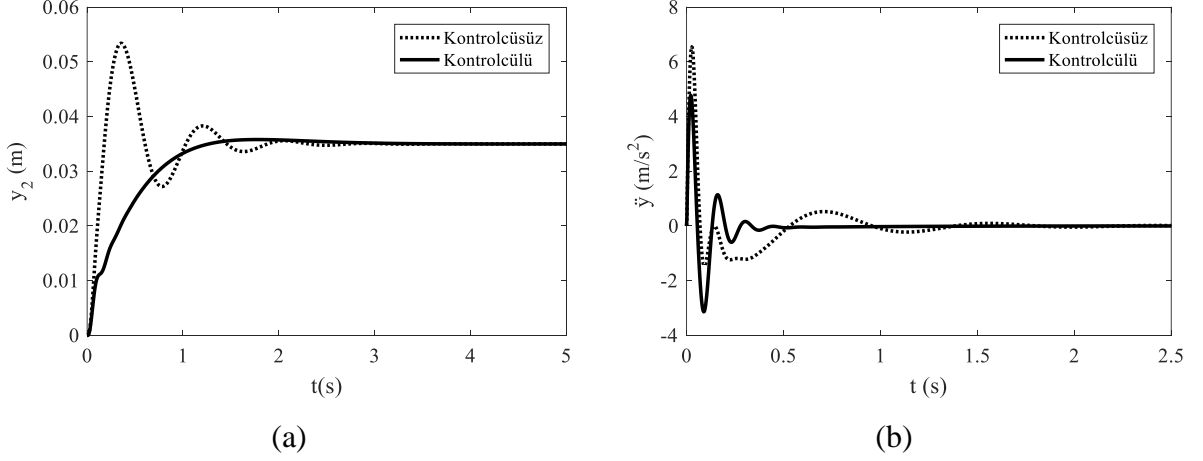 0.06
0.05
0.04
0.03
0.02
0.01
0
y₂ (m)
0 1 2 3 4 5
t(s)
Kontrolcüsüz
Kontrolcülü
(a)
8
6
4
2
0
-2
-4
ÿ (m/s²)
0 0.5 1 1.5 2 2.5
t (s)
Kontrolcüsüz
Kontrolcülü
(b)